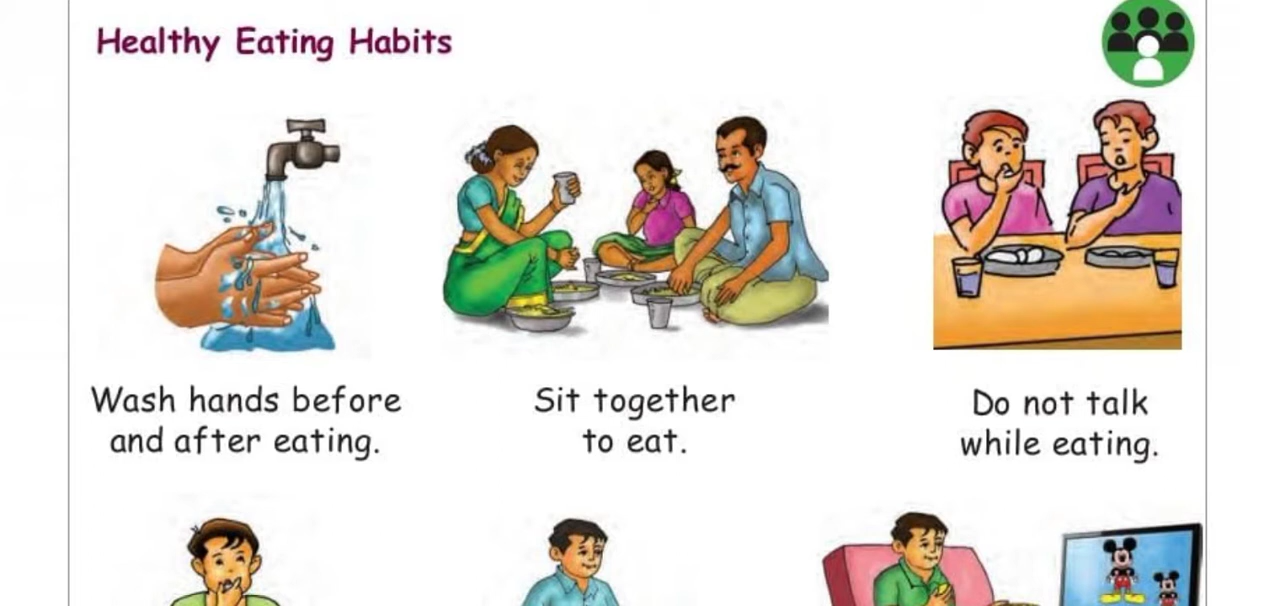 Healthy Eating Habits
Wash hands before
and after eating.
Sit together
to eat.
Do not talk
while eating.